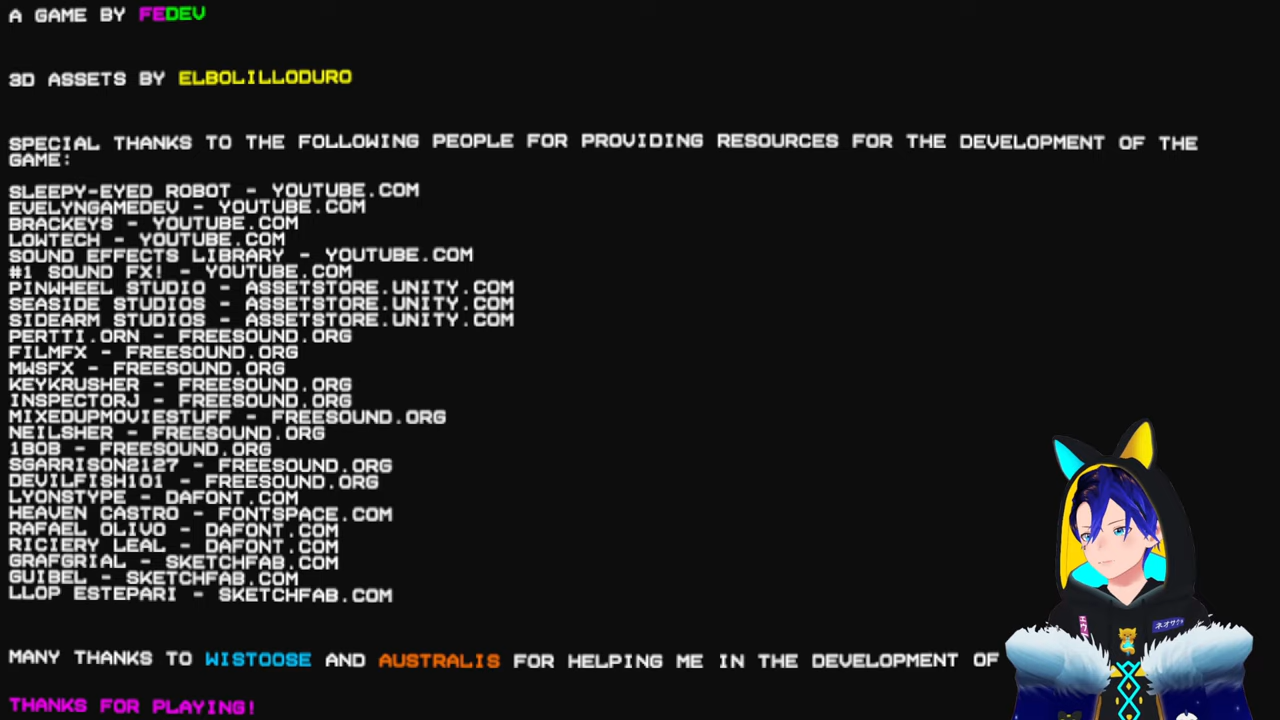 A GAME BY FEDEV
3D ASSETS BY ELBOLILLODURO
SPECIAL THANKS TO THE FOLLOWING PEOPLE FOR PROVIDING RESOURCES FOR THE DEVELOPMENT OF THE
GAME:
SLEEPY-EYED ROBOT - YOUTUBE.COM
EVELYNGAMEDEV - YOUTUBE.COM
BRACKEYS - YOUTUBE.COM
LOWTECH - YOUTUBE.COM
SOUND EFFECTS LIBRARY - YOUTUBE.COM
#1 SOUND FX! - YOUTUBE.COM
PINWHEEL STUDIO - ASSETSTORE.UNITY.COM
SEASIDE STUDIOS - ASSETSTORE.UNITY.COM
SIDEARM STUDIOS - ASSETSTORE.UNITY.COM
PERTTI.ORN - FREESOUND.ORG
FILMFX - FREESOUND.ORG
MWSFX - FREESOUND.ORG
KEYKRUSHER - FREESOUND.ORG
INSPECTORJ - FREESOUND.ORG
MIXEDUPMOVIESTUFF - FREESOUND.ORG
NEILSHER - FREESOUND.ORG
1BOB - FREESOUND.ORG
SGARRISON2127 - FREESOUND.ORG
DEVILFISH101 - FREESOUND.ORG
LYONSTYPE - DAFONT.COM
HEAVEN CASTRO - FONTSPACE.COM
RAFAEL OLIVO - DAFONT.COM
RICIERY LEAL - DAFONT.COM
GRAFGRIAL - SKETCHFAB.COM
GUIBEL - SKETCHFAB.COM
LLOP ESTEPARI - SKETCHFAB.COM
MANY THANKS TO WISTOOSE AND AUSTRALIS FOR HELPING ME IN THE DEVELOPMENT OF
THANKS FOR PLAYING!